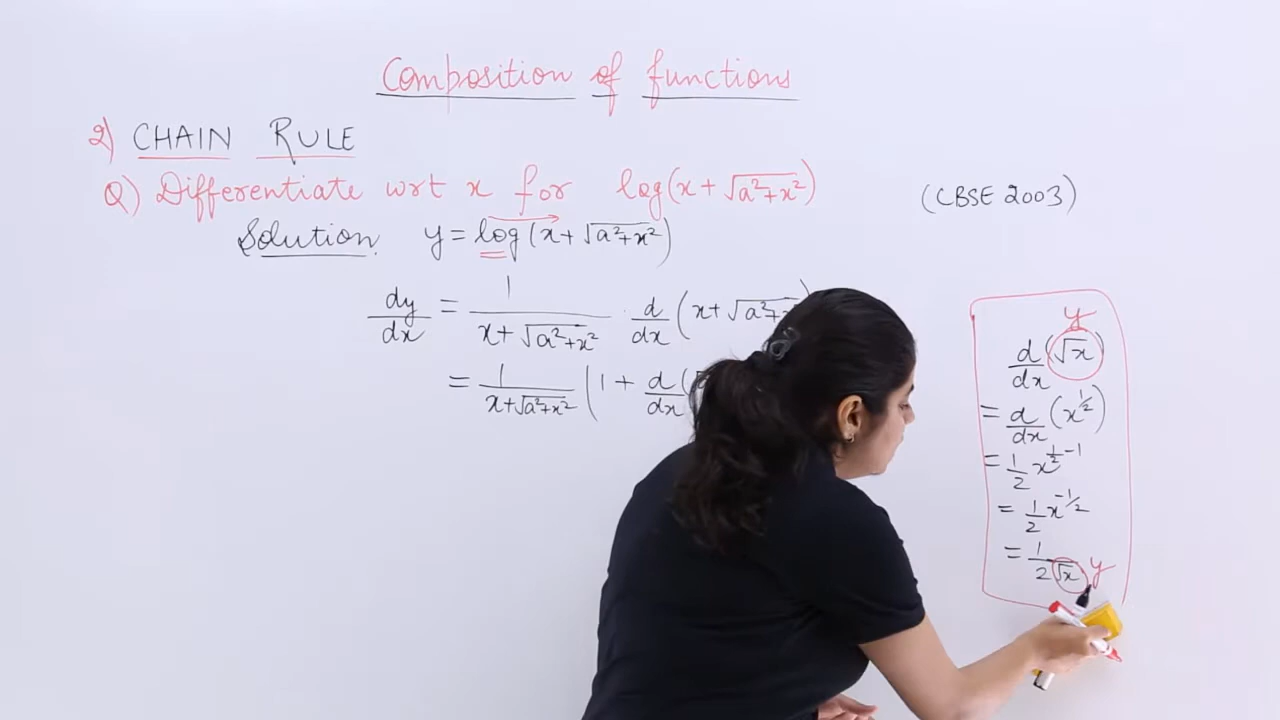 Composition of functions
2) CHAIN RULE
Q) Differentiate wrt x for log(x + √a²+x²)
(CBSE 2003)
Solution. y = log(x + √a²+x²)
dy/dx = 1/(x + √a²+x²) · d/dx (x + √a²+x²)
= 1/(x+√a²+x²) (1 + d/dx (
y
d/dx (√x)
= d/dx (x^1/2)
= 1/2 x^1/2-1
= 1/2 x^-1/2
= 1/2√x y